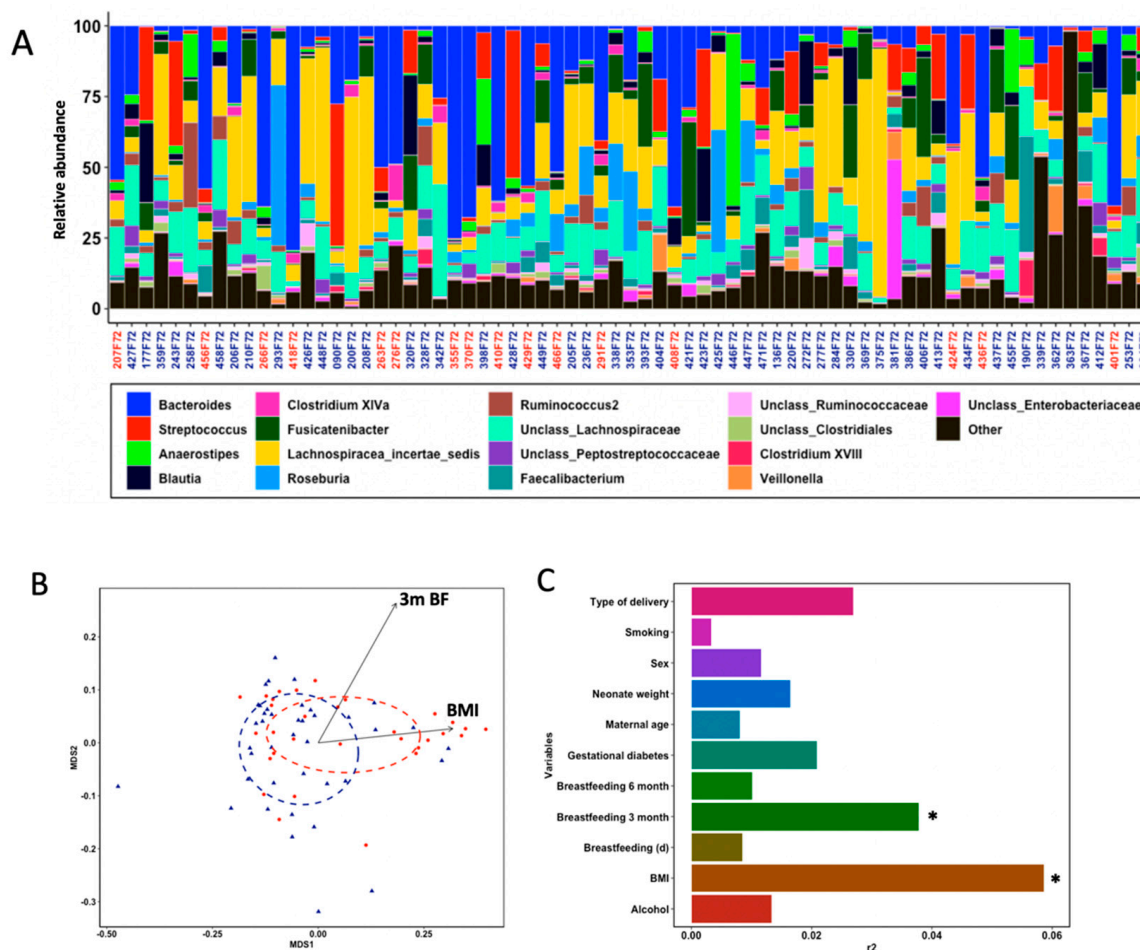 A
Relative abundance
100
75
50
25
0
207F72 427F72 177F72 359F72 243F72 258F72 456F72 458F72 206F72 210F72 266F72 293F72 418F72 426F72 448F72 090F72 200F72 208F72 263F72 276F72 320F72 328F72 342F72 355F72 370F72 398F72 410F72 428F72 429F72 449F72 466F72 205F72 236F72 291F72 338F72 353F72 393F72 404F72 408F72 421F72 423F72 425F72 446F72 447F72 471F72 136F72 220F72 272F72 277F72 284F72 330F72 369F72 375F72 381F72 386F72 406F72 413F72 424F72 434F72 436F72 437F72 455F72 190F72 339F72 362F72 363F72 367F72 412F72 401F72 253F72
Bacteroides Clostridium XIVa Ruminococcus2 Unclass_Ruminococcaceae Unclass_Enterobacteriaceae
Streptococcus Fusicatenibacter Unclass_Lachnospiraceae Unclass_Clostridiales Other
Anaerostipes Lachnospiracea_incertae_sedis Unclass_Peptostreptococcaceae Clostridium XVIII
Blautia Roseburia Faecalibacterium Veillonella
B
3m BF
BMI
MDS2
0.2
0.1
0.0
-0.1
-0.2
-0.3
-0.50 -0.25 0.00 0.25
MDS1
C
Variables
Type of delivery
Smoking
Sex
Neonate weight
Maternal age
Gestational diabetes
Breastfeeding 6 month
Breastfeeding 3 month *
Breastfeeding (d)
BMI *
Alcohol
0.00 0.02 0.04 0.06
r2